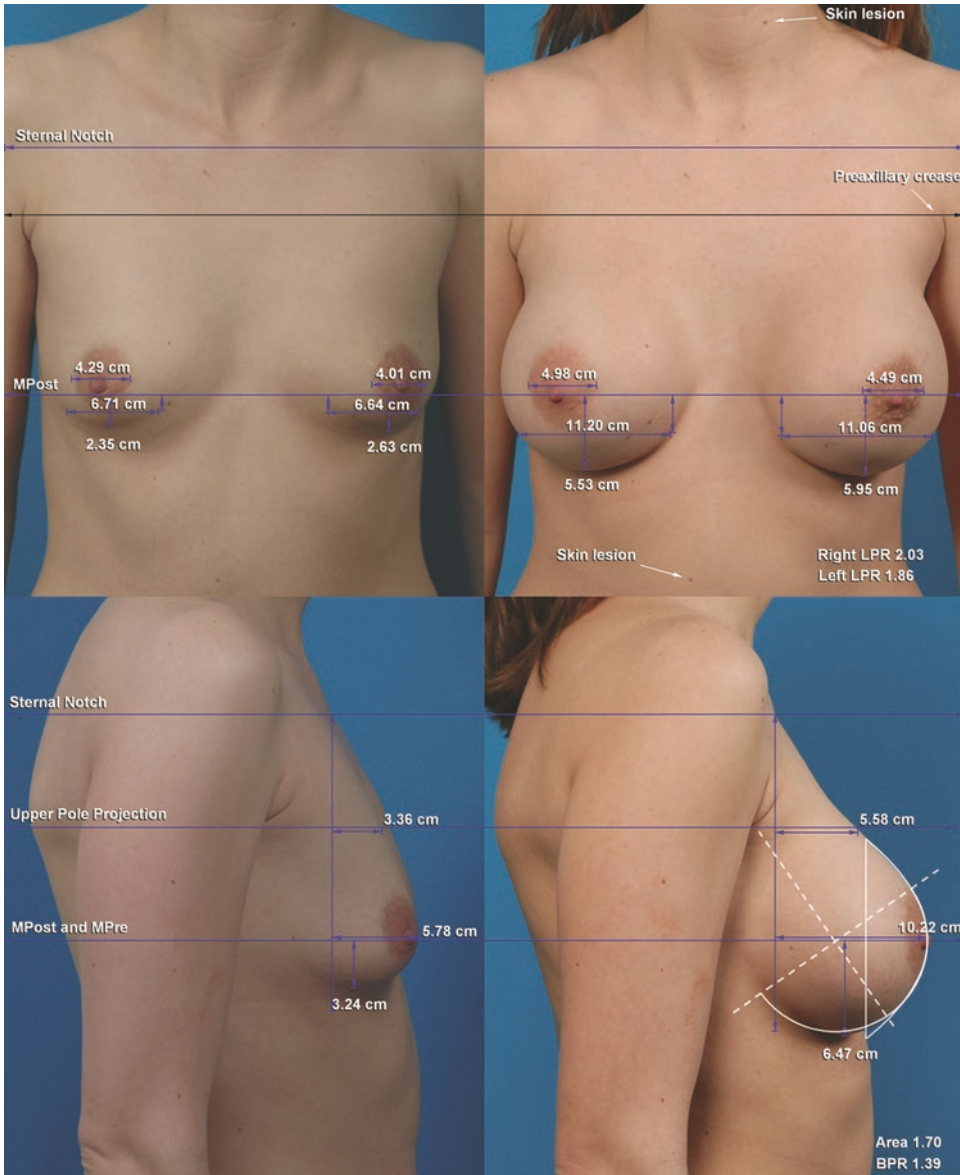 Skin lesion
Sternal Notch
Preaxillary crease
4.29 cm
4.01 cm
4.98 cm
4.49 cm
MPost
6.71 cm
6.64 cm
11.20 cm
11.06 cm
2.35 cm
2.63 cm
5.53 cm
5.95 cm
Skin lesion
Right LPR 2.03
Left LPR 1.86
Sternal Notch
Upper Pole Projection
3.36 cm
5.58 cm
MPost and MPre
5.78 cm
10.22 cm
3.24 cm
6.47 cm
Area 1.70
BPR 1.39